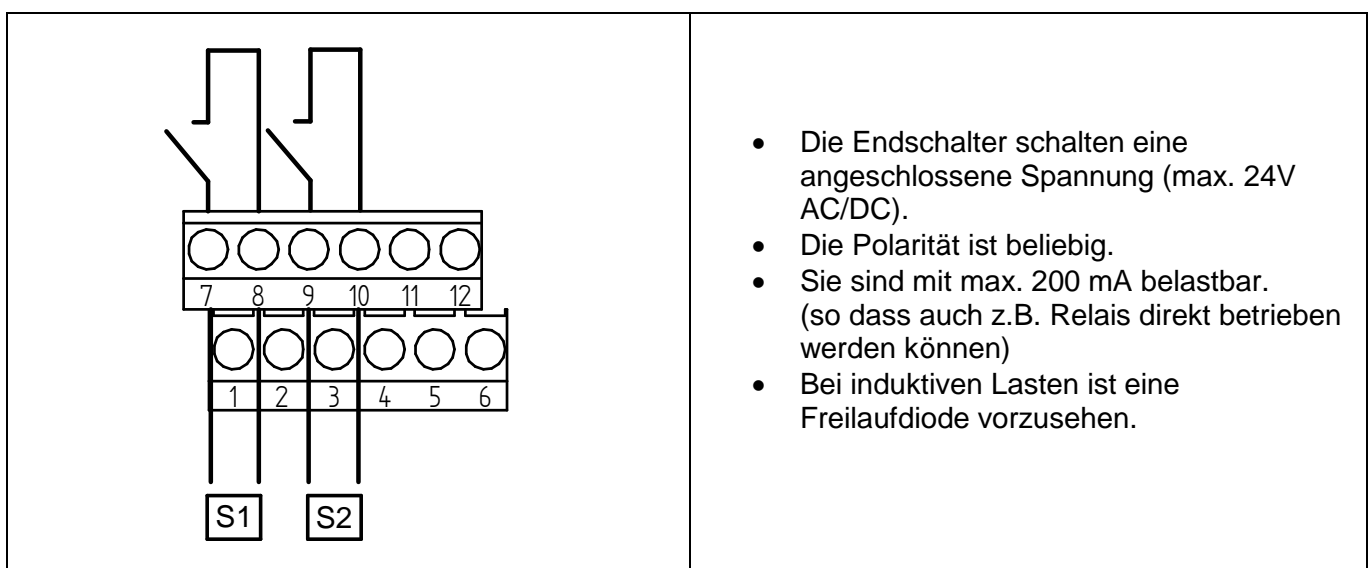 7 8 9 10 11 12
1 2 3 4 5 6
S1 S2
• Die Endschalter schalten eine
angeschlossene Spannung (max. 24V
AC/DC).
• Die Polarität ist beliebig.
• Sie sind mit max. 200 mA belastbar.
(so dass auch z.B. Relais direkt betrieben
werden können)
• Bei induktiven Lasten ist eine
Freilaufdiode vorzusehen.